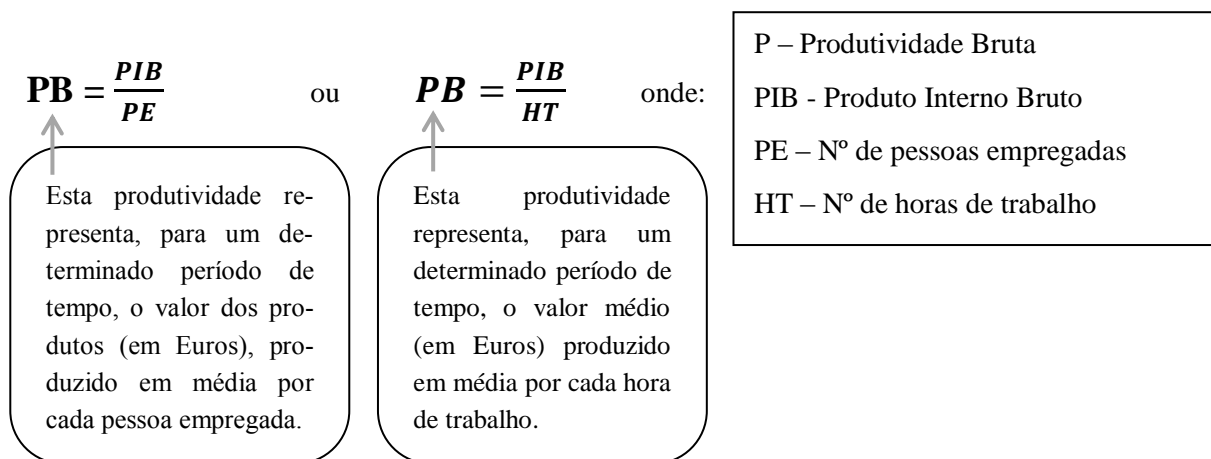 PB = PIB/PE ou PB = PIB/HT onde:
Esta produtividade re-
presenta, para um de-
terminado período de
tempo, o valor dos pro-
dutos (em Euros), pro-
duzido em média por
cada pessoa empregada.
Esta produtividade
representa, para um
determinado período de
tempo, o valor médio
(em Euros) produzido
em média por cada hora
de trabalho.
P – Produtividade Bruta
PIB - Produto Interno Bruto
PE – Nº de pessoas empregadas
HT – Nº de horas de trabalho